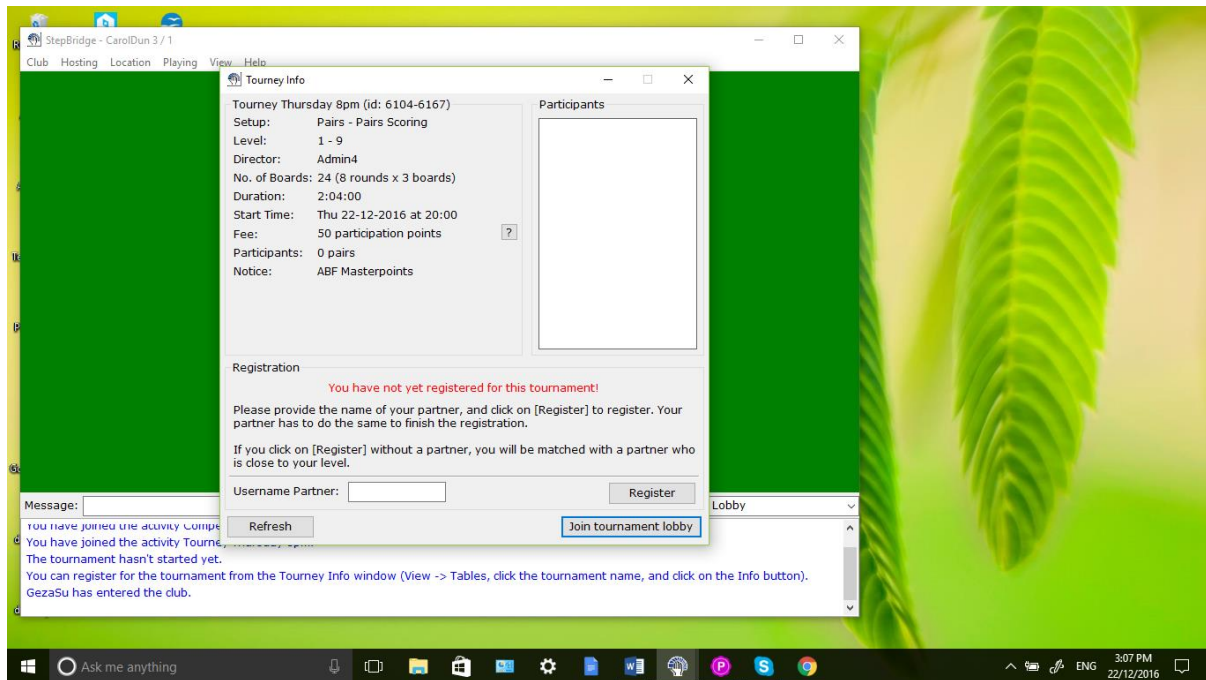 StepBridge - CarolDun 3 / 1
Club Hosting Location Playing View Help
Tourney Info
Tourney Thursday 8pm (id: 6104-6167)
Setup: Pairs - Pairs Scoring
Level: 1 - 9
Director: Admin4
No. of Boards: 24 (8 rounds x 3 boards)
Duration: 2:04:00
Start Time: Thu 22-12-2016 at 20:00
Fee: 50 participation points ?
Participants: 0 pairs
Notice: ABF Masterpoints
Participants
Registration
You have not yet registered for this tournament!
Please provide the name of your partner, and click on [Register] to register. Your
partner has to do the same to finish the registration.
If you click on [Register] without a partner, you will be matched with a partner who
is close to your level.
Username Partner: Register
Refresh Join tournament lobby
Message: Lobby
You have joined the activity Compe
You have joined the activity Tourne
The tournament hasn't started yet.
You can register for the tournament from the Tourney Info window (View -> Tables, click the tournament name, and click on the Info button).
GezaSu has entered the club.
Ask me anything
ENG
3:07 PM
22/12/2016